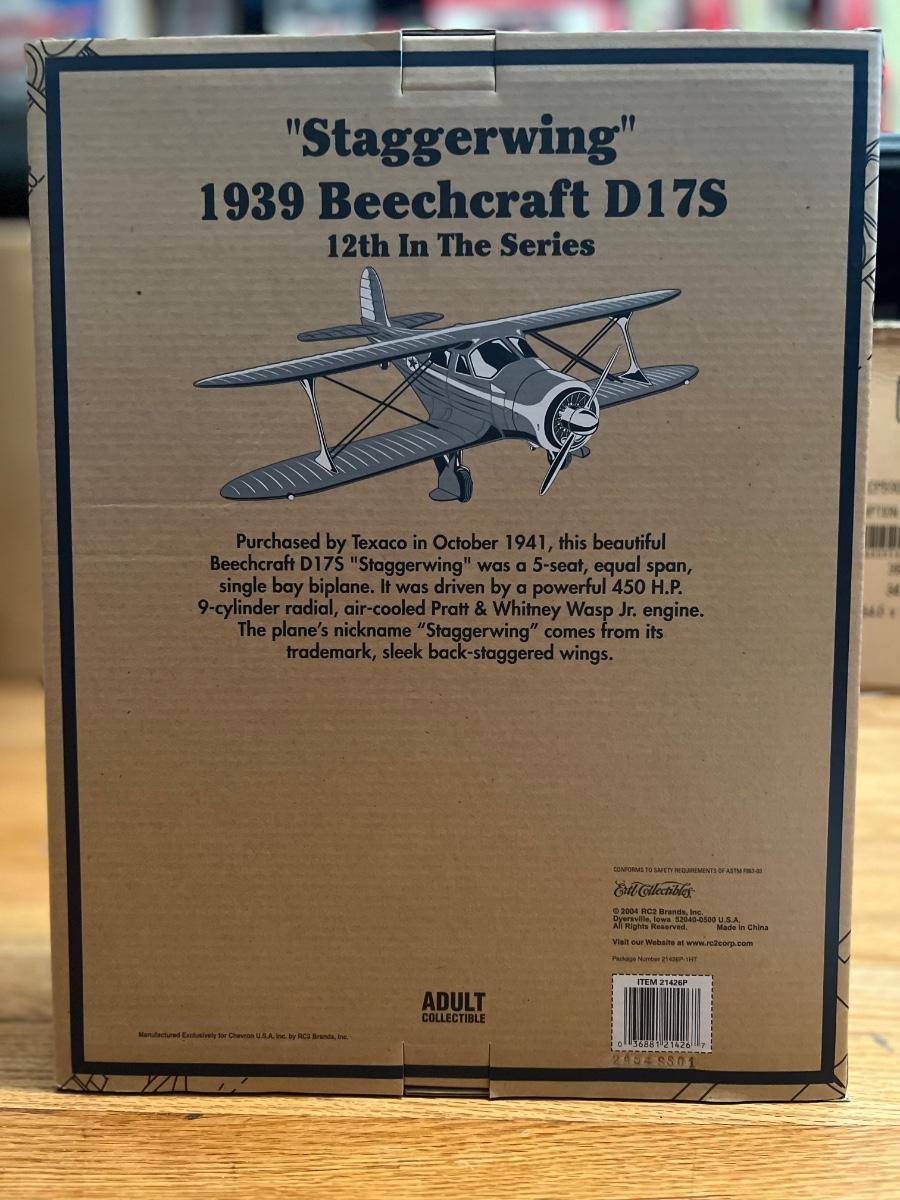 "Staggerwing"
1939 Beechcraft D17S
12th In The Series
Purchased by Texaco in October 1941, this beautiful
Beechcraft D17S "Staggerwing" was a 5-seat, equal span,
single bay biplane. It was driven by a powerful 450 H.P.
9-cylinder radial, air-cooled Pratt & Whitney Wasp Jr. engine.
The plane's nickname “Staggerwing” comes from its
trademark, sleek back-staggered wings.
CONFORMS TO SAFETY REQUIREMENTS OF ASTM F963-03
Ertl Collectibles
© 2004 RC2 Brands, Inc.
Dyersville, Iowa 52040-0500 U.S.A.
All Rights Reserved. Made in China
Visit our Website at www.rc2corp.com
Package Number 21426P-1HT
ITEM 21426P
0 36881 21426 7
ADULT
COLLECTIBLE
Manufactured Exclusively for Chevron U.S.A. Inc. by RC2 Brands, Inc.